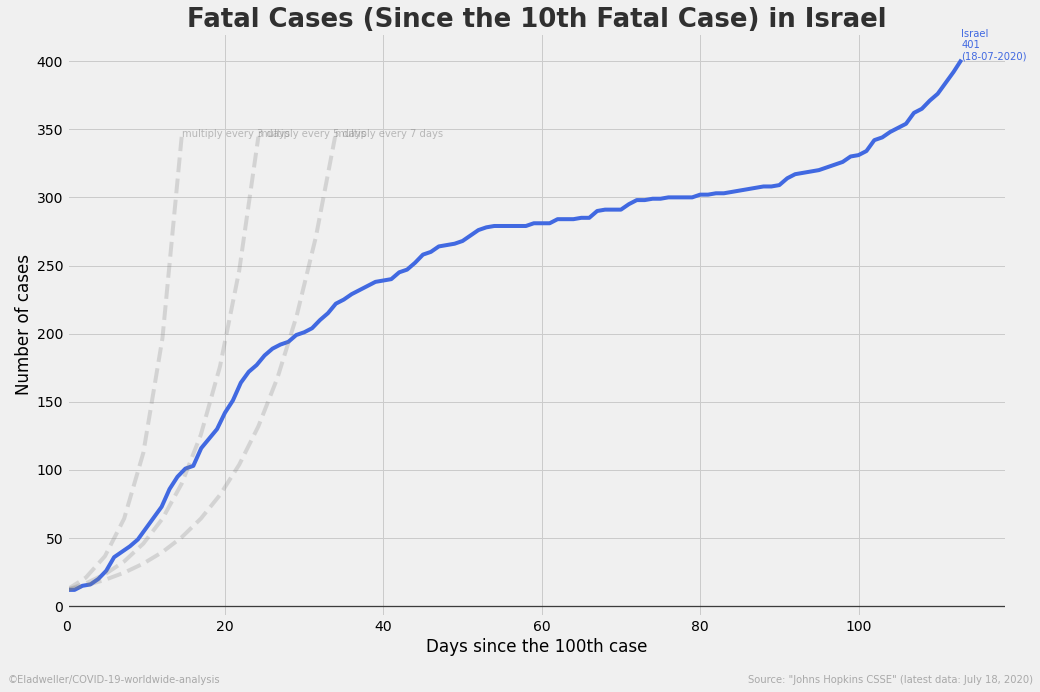 Fatal Cases (Since the 10th Fatal Case) in Israel
Israel
401
(18-07-2020)
400
350
300
250
200
150
100
50
0
multiply every 3 days
multiply every 5 days
multiply every 7 days
Number of cases
0 20 40 60 80 100
Days since the 100th case
©Eladweller/COVID-19-worldwide-analysis
Source: "Johns Hopkins CSSE" (latest data: July 18, 2020)